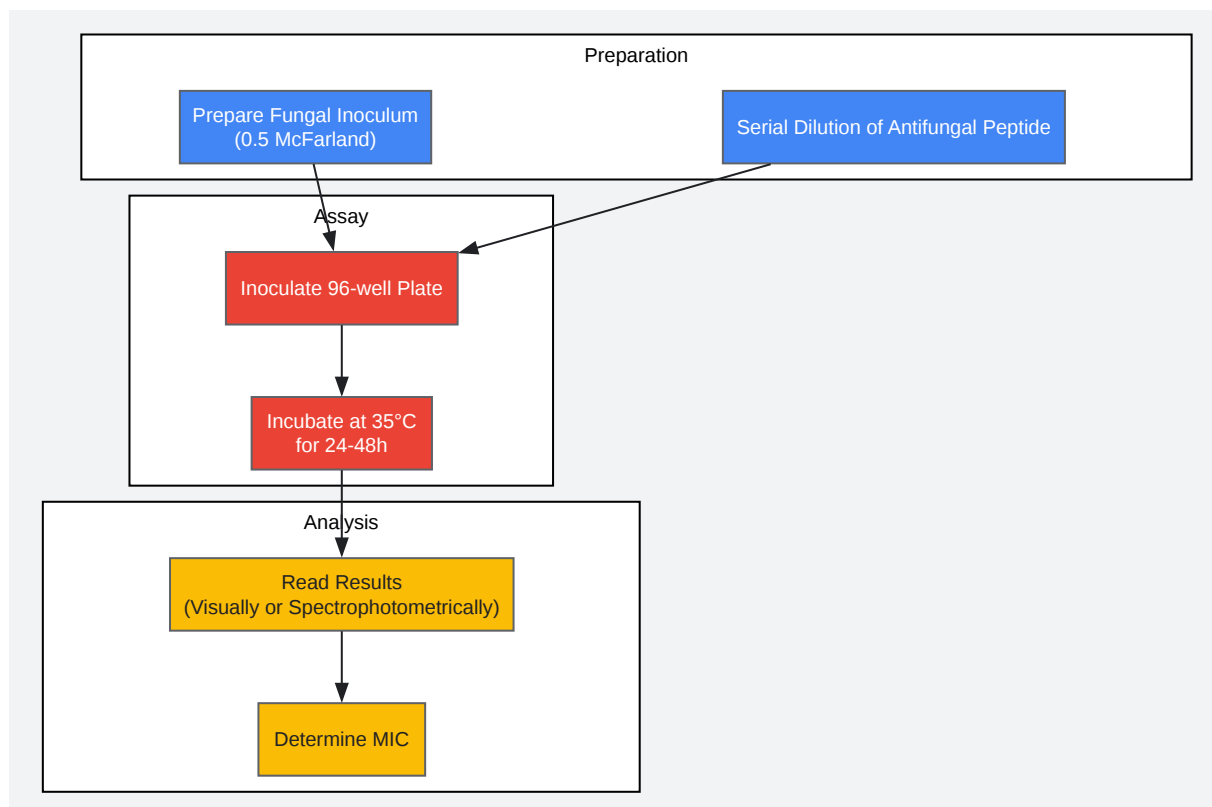 Preparation
Prepare Fungal Inoculum
(0.5 McFarland)
Serial Dilution of Antifungal Peptide
Assay
Inoculate 96-well Plate
Incubate at 35°C
for 24-48h
Analysis
Read Results
(Visually or Spectrophotometrically)
Determine MIC